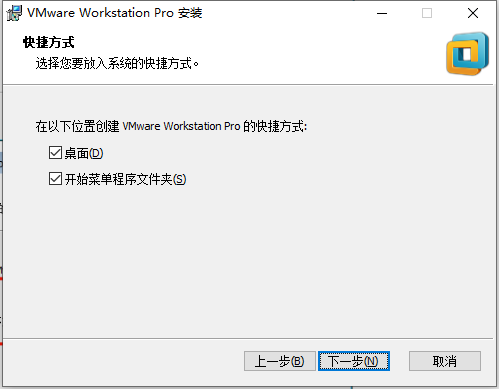 VMware Workstation Pro 安装
快捷方式
选择您要放入系统的快捷方式。
在以下位置创建 VMware Workstation Pro 的快捷方式:
桌面(D)
开始菜单程序文件夹(S)
上一步(B) 下一步(N) 取消